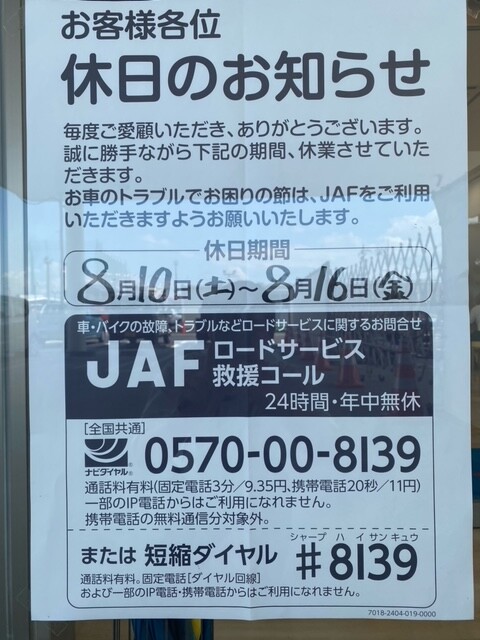 お客様各位
休日のお知らせ
毎度ご愛顧いただき、ありがとうございます。
誠に勝手ながら下記の期間、休業させていただきます。
お車のトラブルでお困りの節は、JAFをご利用
いただきますようお願いいたします。
休日期間
8月10日(土)～8月16日(金)
車・バイクの故障、トラブルなどロードサービスに関するお問合せ
JAF ロードサービス
救援コール
24時間・年中無休
[全国共通]
ナビダイヤル® 0570-00-8139
通話料有料(固定電話3分／9.35円、携帯電話20秒／11円)
一部のIP電話からはご利用になれません。
携帯電話の無料通信分対象外。
シャープ ハ イ サン キュウ
または 短縮ダイヤル #8139
通話料有料。固定電話[ダイヤル回線]
および一部のIP電話・携帯電話からはご利用になれません。
7018-2404-019-0000